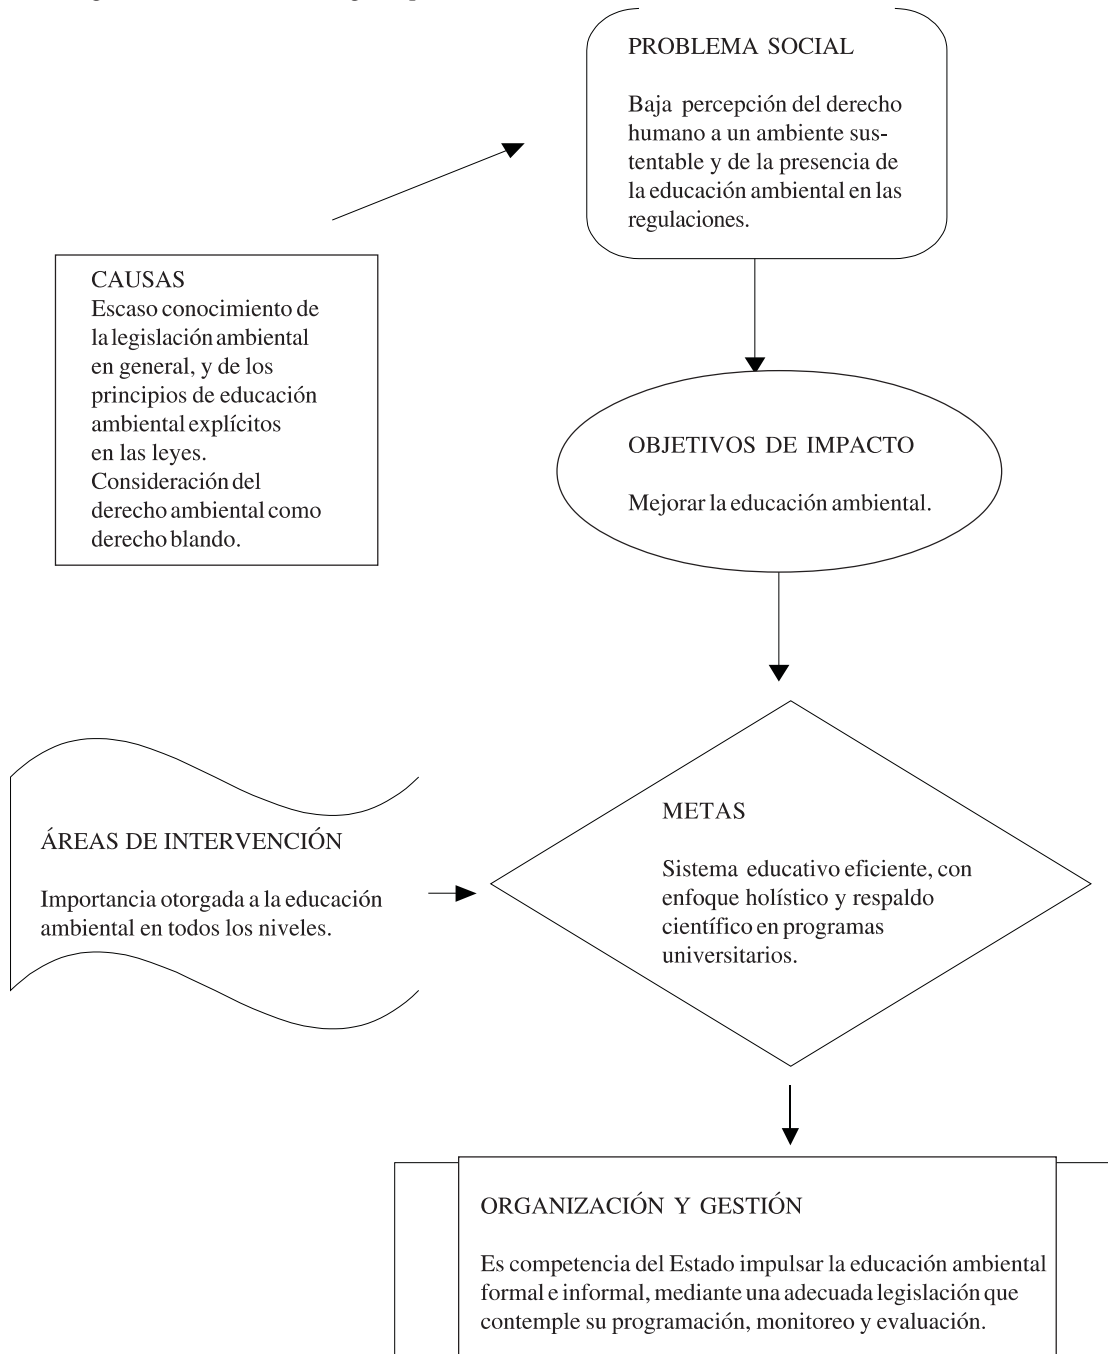 PROBLEMA SOCIAL
Baja percepción del derecho
humano a un ambiente sus-
tentable y de la presencia de
la educación ambiental en las
regulaciones.
CAUSAS
Escaso conocimiento de
la legislación ambiental
en general, y de los
principios de educación
ambiental explícitos
en las leyes.
Consideración del
derecho ambiental como
derecho blando.
OBJETIVOS DE IMPACTO
Mejorar la educación ambiental.
METAS
Sistema educativo eficiente, con
enfoque holístico y respaldo
científico en programas
universitarios.
ÁREAS DE INTERVENCIÓN
Importancia otorgada a la educación
ambiental en todos los niveles.
ORGANIZACIÓN Y GESTIÓN
Es competencia del Estado impulsar la educación ambiental
formal e informal, mediante una adecuada legislación que
contemple su programación, monitoreo y evaluación.